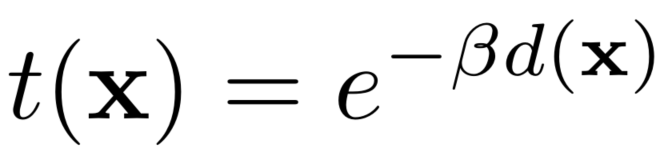 t(𝐱) = e^{-βd(𝐱)}